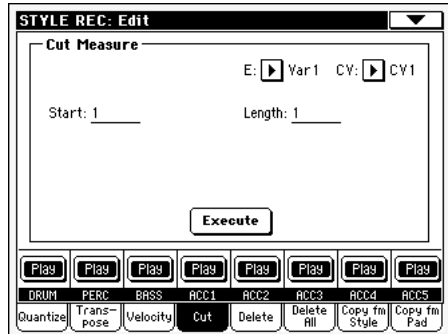 STYLE REC: Edit
Cut Measure
E: Var1 CV: CV1
Start: 1 Length: 1
Execute
Play Play Play Play Play Play Play Play
DRUM PERC BASS ACC1 ACC2 ACC3 ACC4 ACC5
Quantize Trans- Velocity Cut Delete Delete Copy fm Copy fm
pose All Style Pad